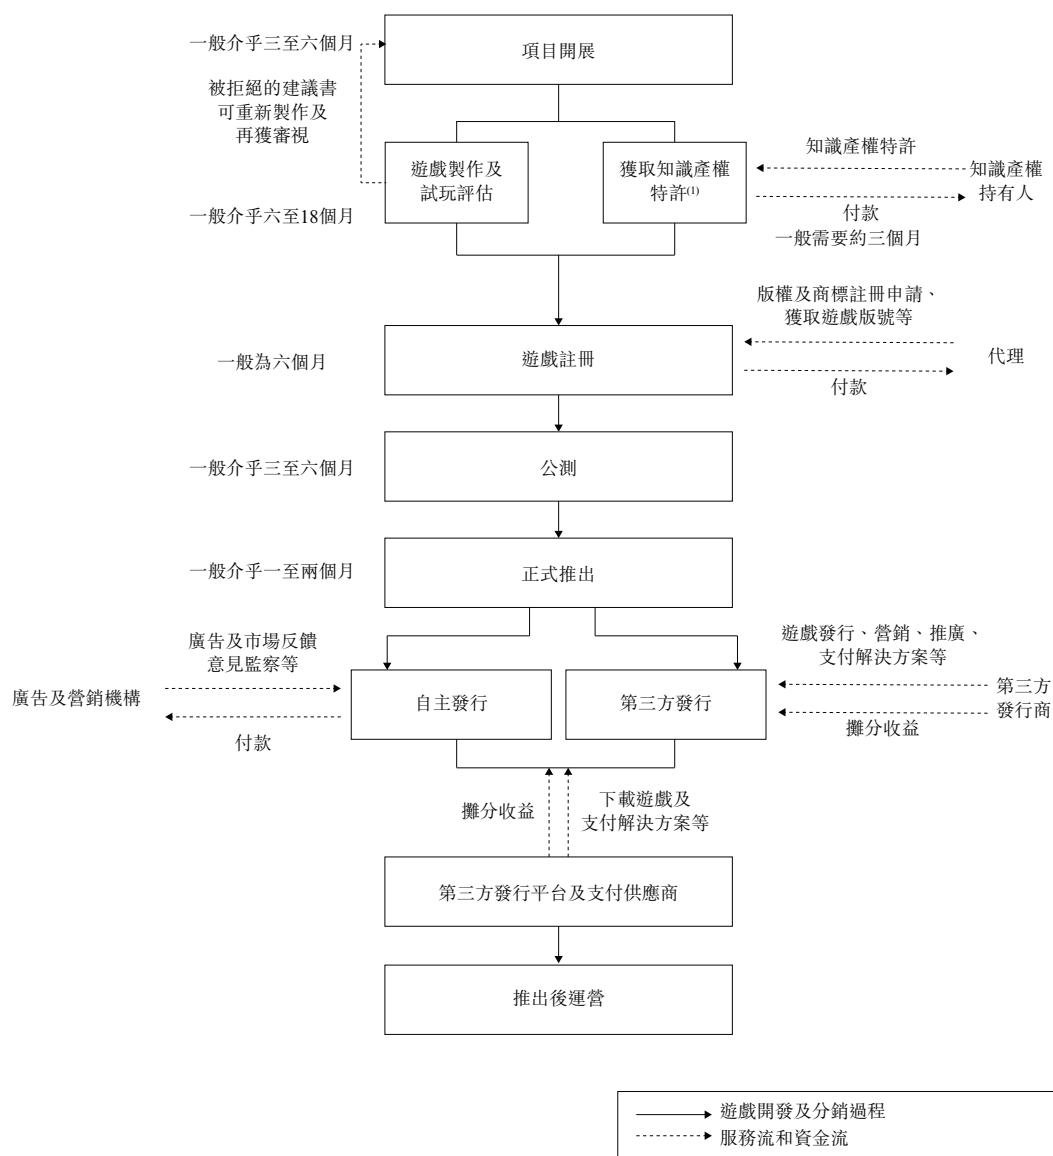 一般介乎三至六個月
項目開展
被拒絕的建議書
可重新製作及
再獲審視
遊戲製作及
試玩評估
獲取知識產權
特許(1)
知識產權特許
知識產權
持有人
付款
一般需要約三個月
一般介乎六至18個月
版權及商標註冊申請、
獲取遊戲版號等
一般為六個月
遊戲註冊
代理
付款
一般介乎三至六個月
公測
一般介乎一至兩個月
正式推出
廣告及市場反饋
意見監察等
遊戲發行、營銷、推廣、
支付解決方案等
廣告及營銷機構
自主發行
第三方發行
第三方
發行商
付款
攤分收益
攤分收益
下載遊戲及
支付解決方案等
第三方發行平台及支付供應商
推出後運營
遊戲開發及分銷過程
服務流和資金流